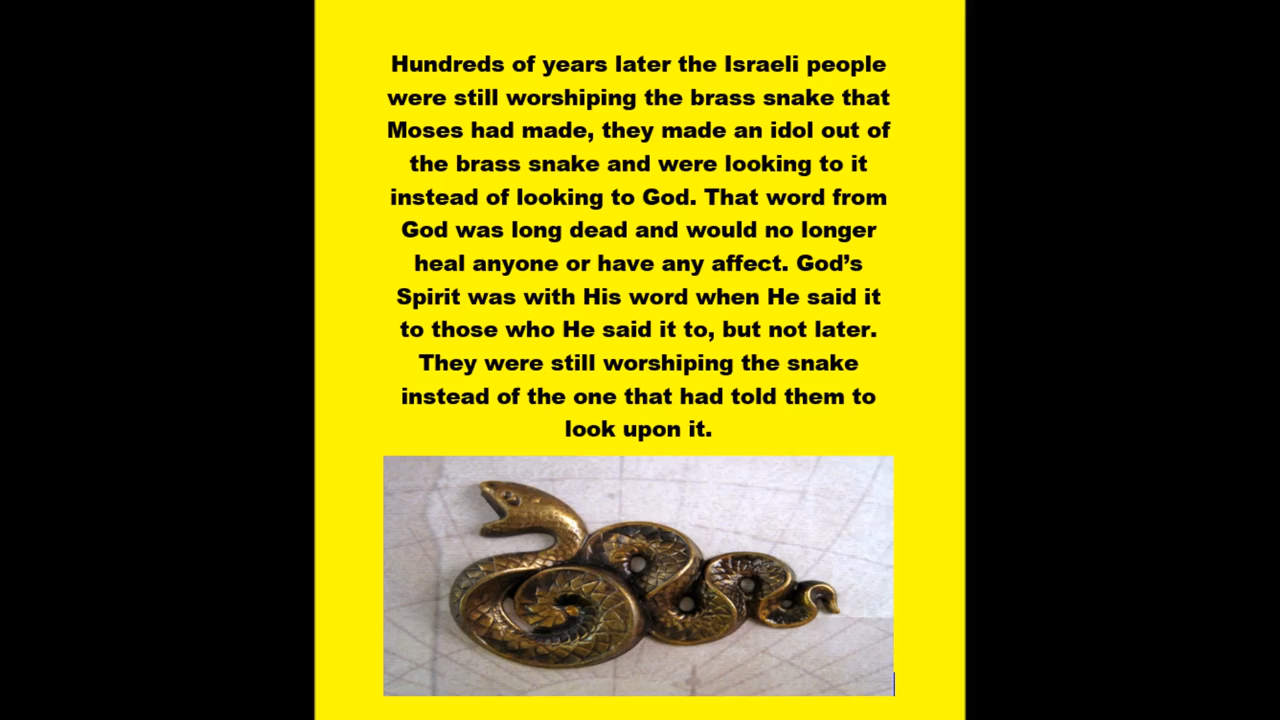 Hundreds of years later the Israeli people
were still worshiping the brass snake that
Moses had made, they made an idol out of
the brass snake and were looking to it
instead of looking to God. That word from
God was long dead and would no longer
heal anyone or have any affect. God’s
Spirit was with His word when He said it
to those who He said it to, but not later.
They were still worshiping the snake
instead of the one that had told them to
look upon it.